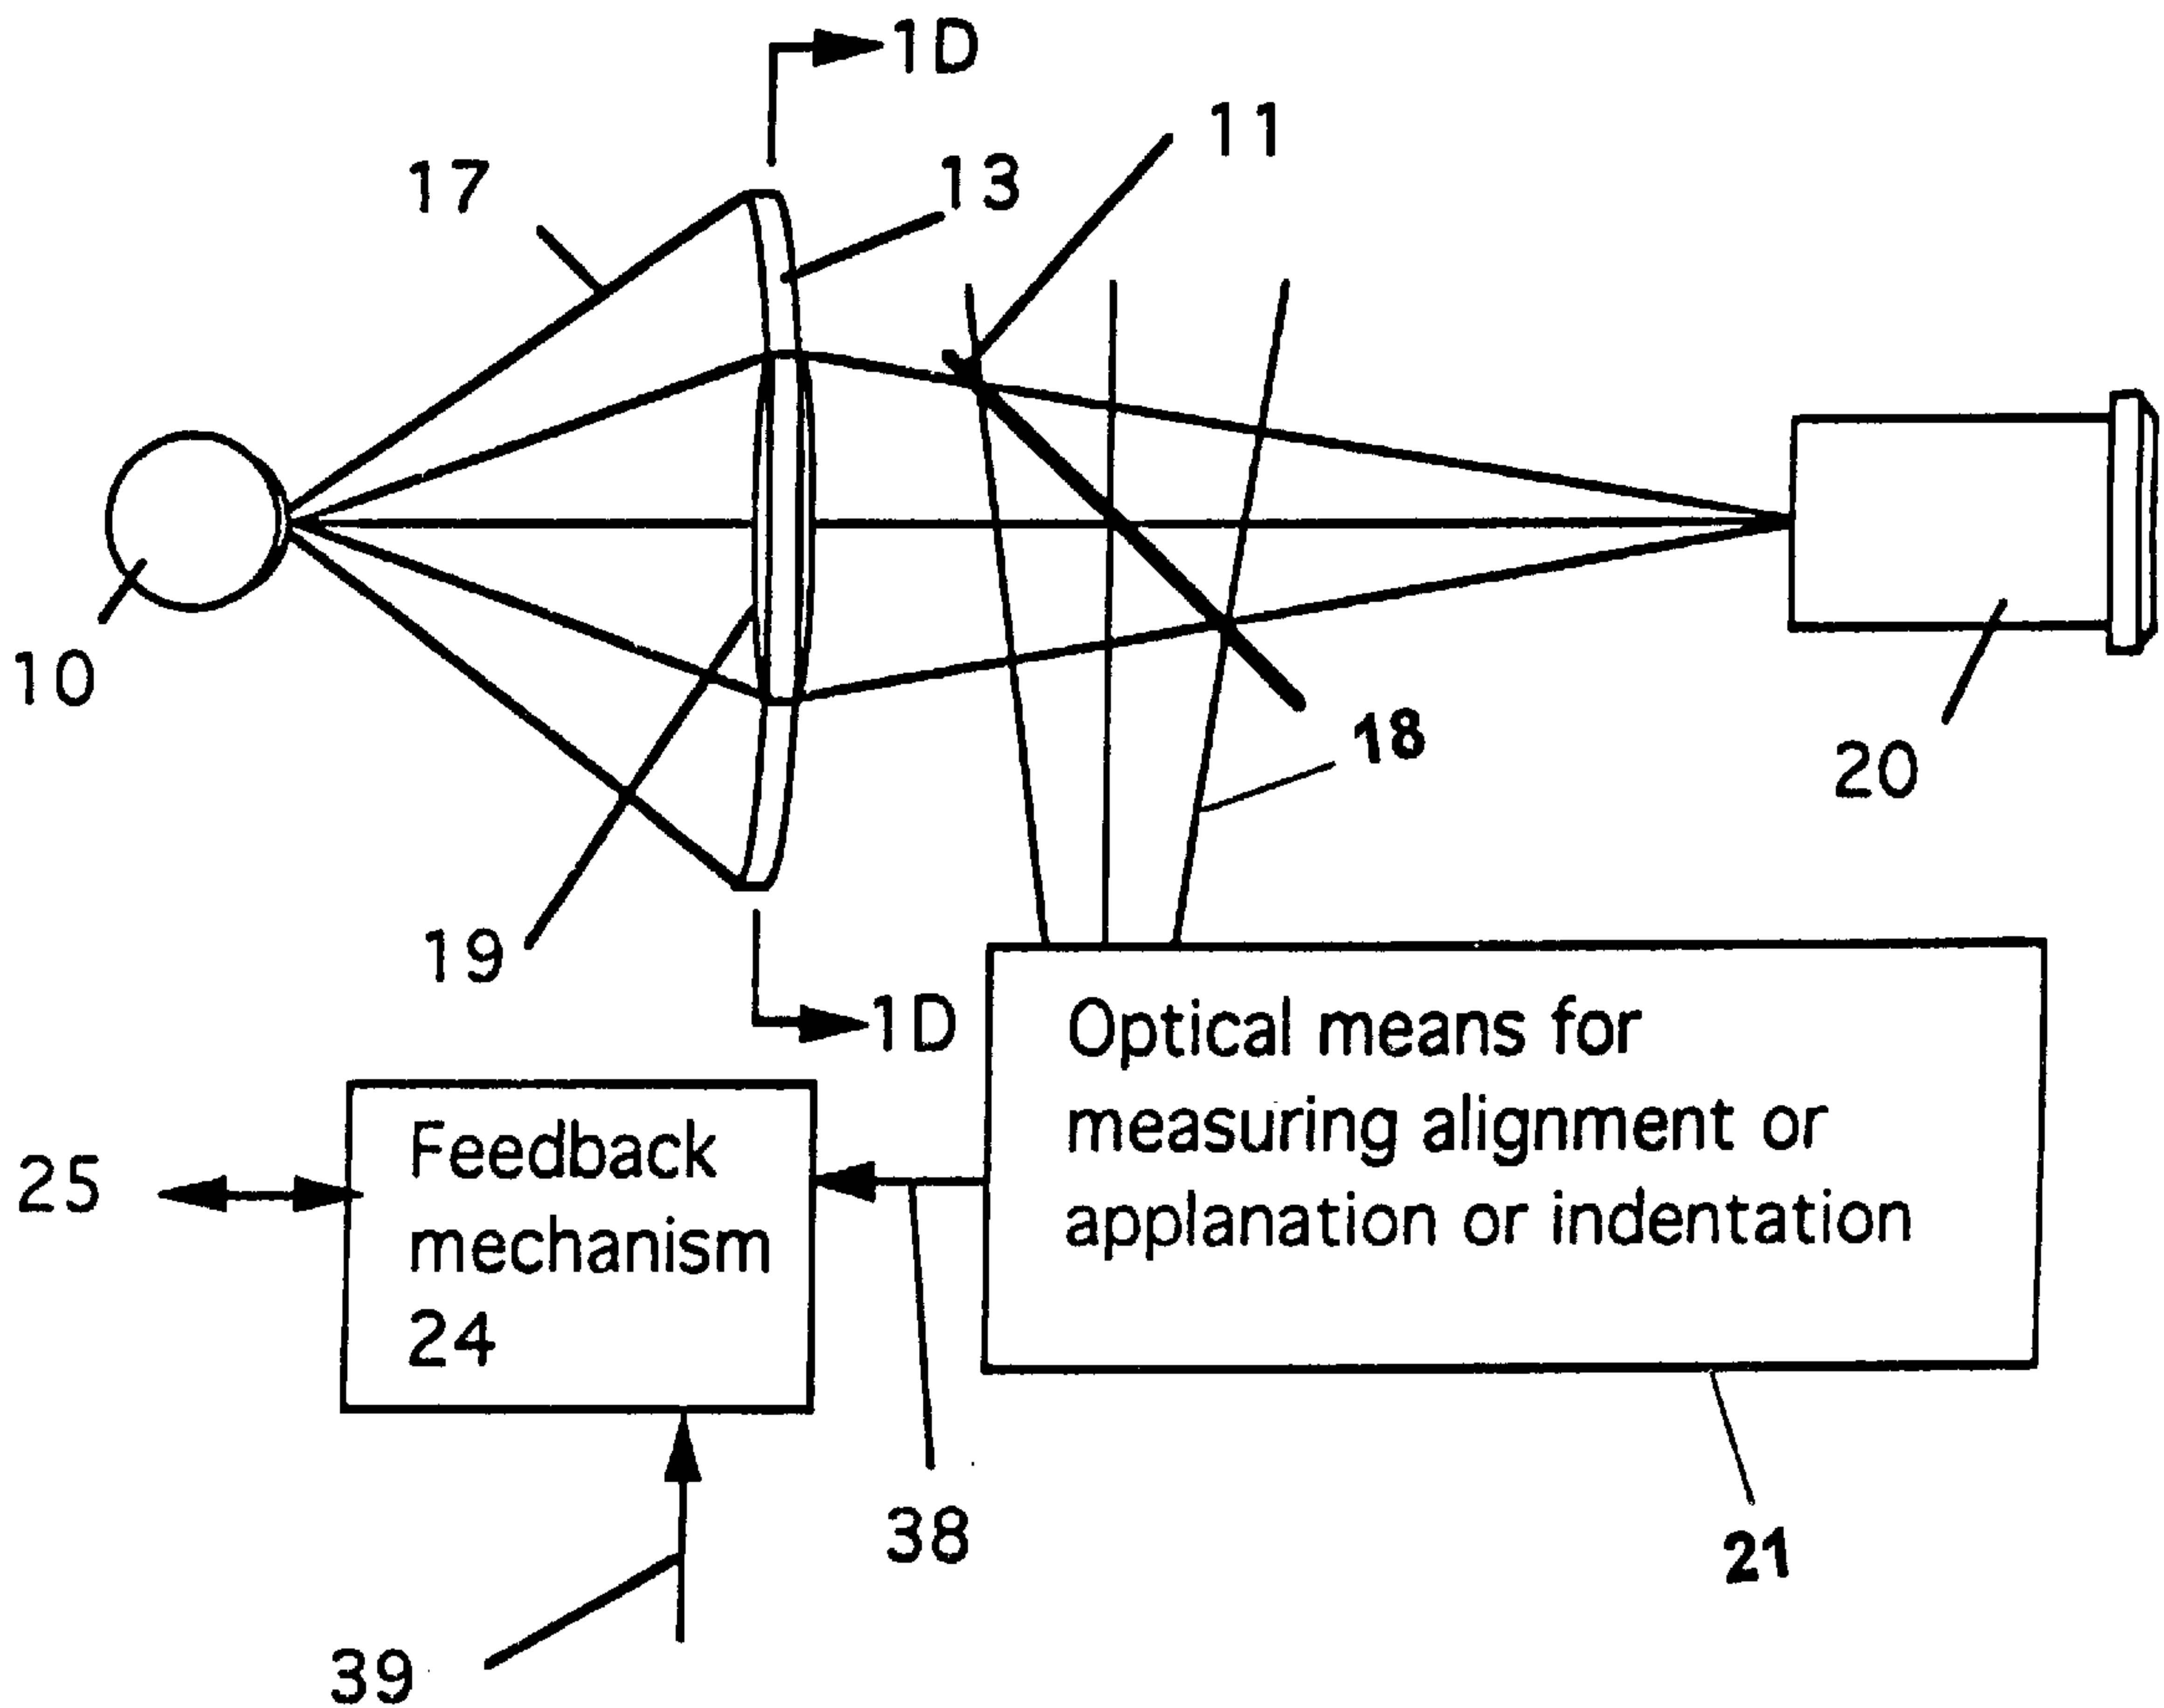 1D
11
13
17
10
18
20
19
1D
Optical means for
measuring alignment or
applanation or indentation
Feedback
mechanism
24
25
38
21
39